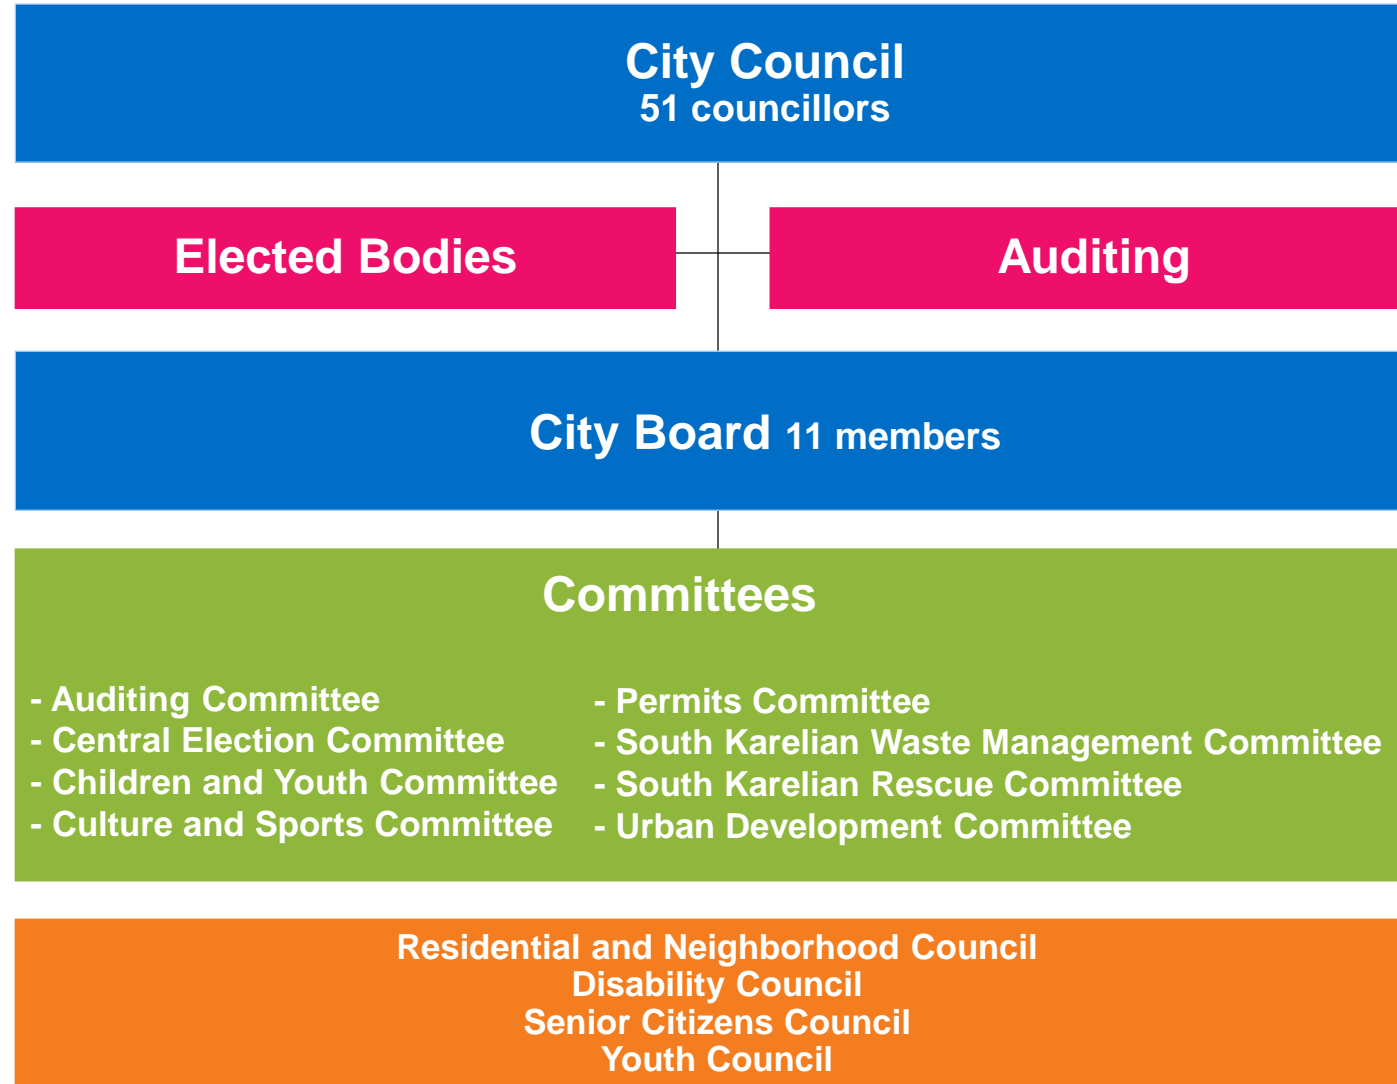 City Council
51 councillors
Elected Bodies
Auditing
City Board 11 members
Committees
- Auditing Committee
- Central Election Committee
- Children and Youth Committee
- Culture and Sports Committee
- Permits Committee
- South Karelian Waste Management Committee
- South Karelian Rescue Committee
- Urban Development Committee
Residential and Neighborhood Council
Disability Council
Senior Citizens Council
Youth Council